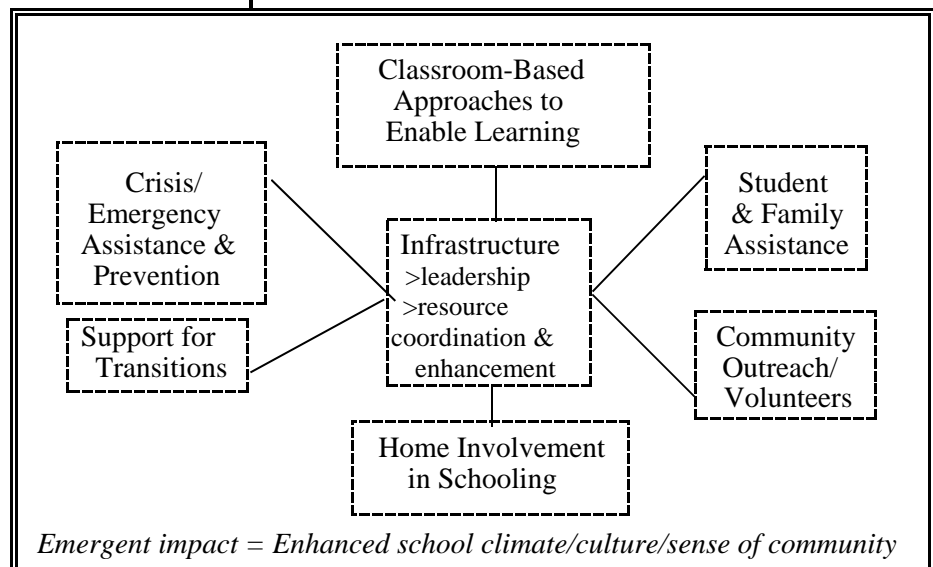 Classroom-Based
Approaches to
Enable Learning
Crisis/
Emergency
Assistance &
Prevention
Student
& Family
Assistance
Infrastructure
>leadership
>resource
coordination &
enhancement
Support for
Transitions
Community
Outreach/
Volunteers
Home Involvement
in Schooling
Emergent impact = Enhanced school climate/culture/sense of community